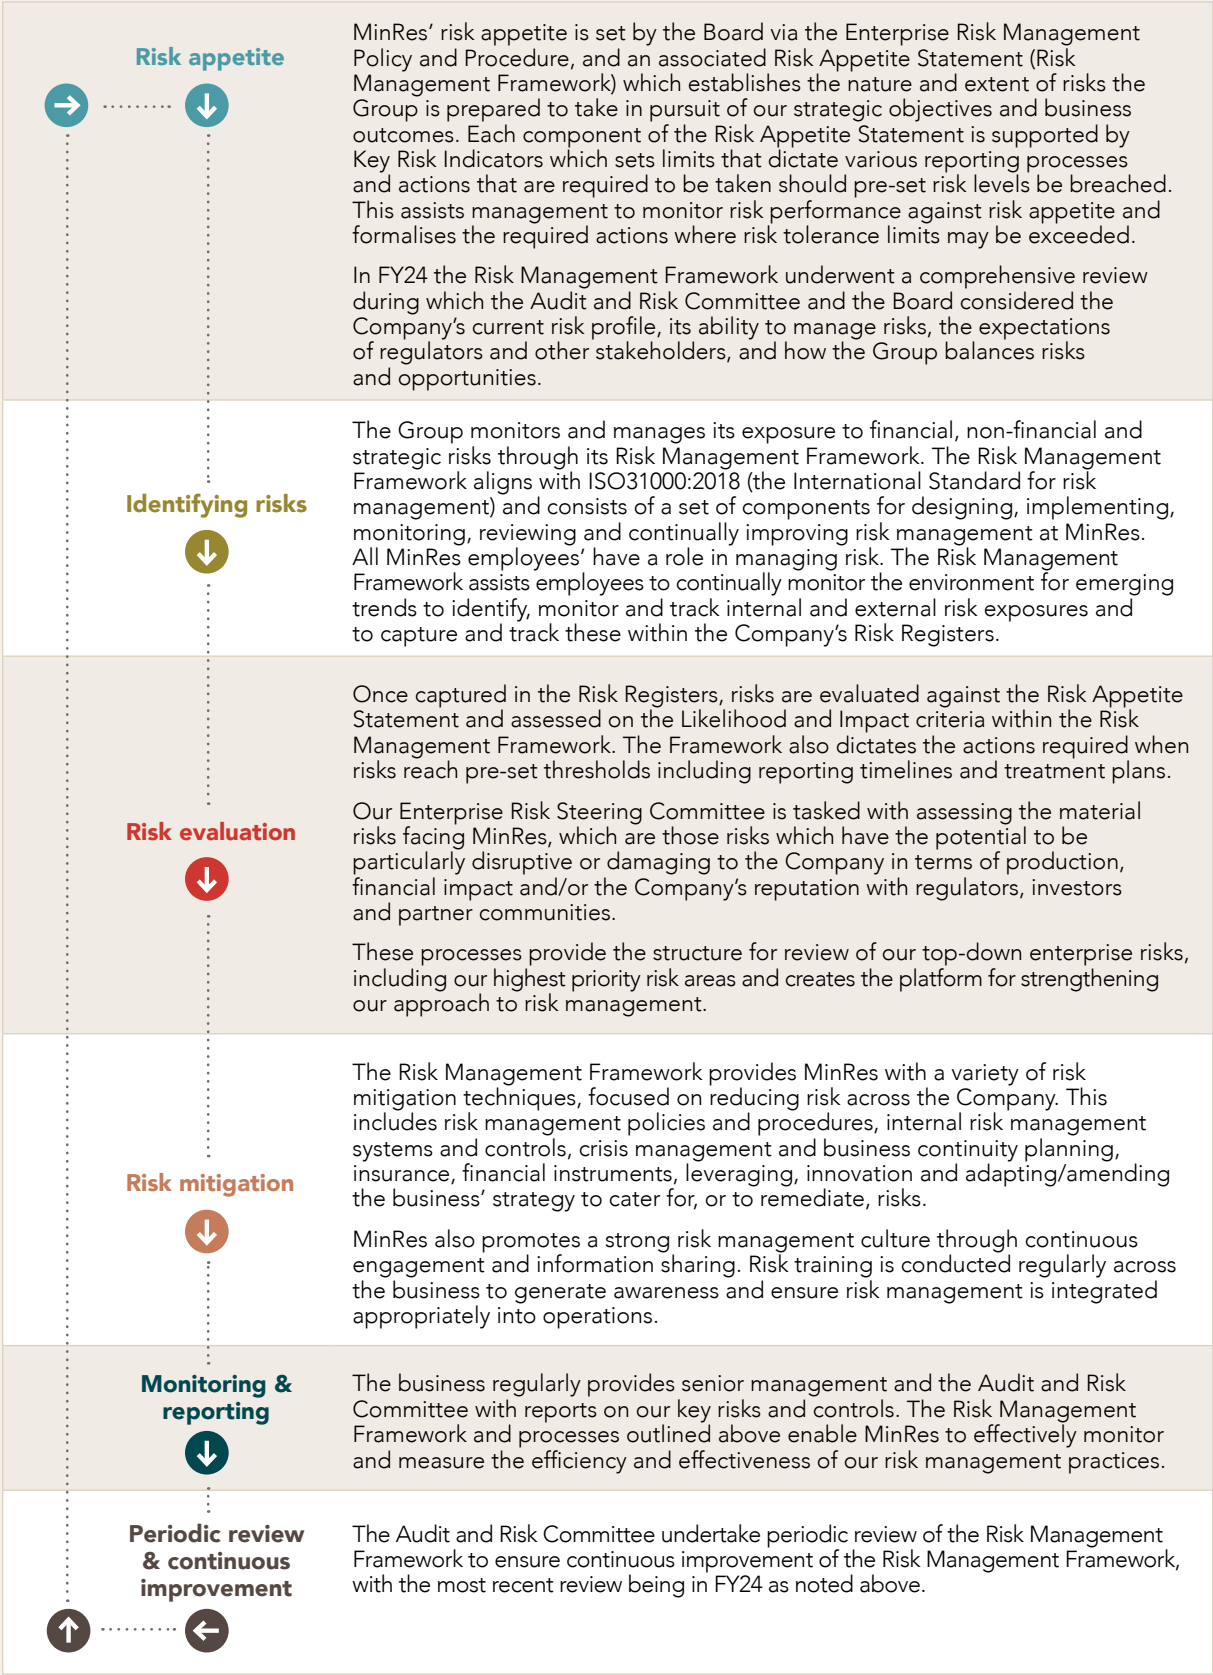 Risk appetite
MinRes’ risk appetite is set by the Board via the Enterprise Risk Management
Policy and Procedure, and an associated Risk Appetite Statement (Risk
Management Framework) which establishes the nature and extent of risks the
Group is prepared to take in pursuit of our strategic objectives and business
outcomes. Each component of the Risk Appetite Statement is supported by
Key Risk Indicators which sets limits that dictate various reporting processes
and actions that are required to be taken should pre-set risk levels be breached.
This assists management to monitor risk performance against risk appetite and
formalises the required actions where risk tolerance limits may be exceeded.
In FY24 the Risk Management Framework underwent a comprehensive review
during which the Audit and Risk Committee and the Board considered the
Company’s current risk profile, its ability to manage risks, the expectations
of regulators and other stakeholders, and how the Group balances risks
and opportunities.
Identifying risks
The Group monitors and manages its exposure to financial, non-financial and
strategic risks through its Risk Management Framework. The Risk Management
Framework aligns with ISO31000:2018 (the International Standard for risk
management) and consists of a set of components for designing, implementing,
monitoring, reviewing and continually improving risk management at MinRes.
All MinRes employees’ have a role in managing risk. The Risk Management
Framework assists employees to continually monitor the environment for emerging
trends to identify, monitor and track internal and external risk exposures and
to capture and track these within the Company’s Risk Registers.
Risk evaluation
Once captured in the Risk Registers, risks are evaluated against the Risk Appetite
Statement and assessed on the Likelihood and Impact criteria within the Risk
Management Framework. The Framework also dictates the actions required when
risks reach pre-set thresholds including reporting timelines and treatment plans.
Our Enterprise Risk Steering Committee is tasked with assessing the material
risks facing MinRes, which are those risks which have the potential to be
particularly disruptive or damaging to the Company in terms of production,
financial impact and/or the Company’s reputation with regulators, investors
and partner communities.
These processes provide the structure for review of our top-down enterprise risks,
including our highest priority risk areas and creates the platform for strengthening
our approach to risk management.
Risk mitigation
The Risk Management Framework provides MinRes with a variety of risk
mitigation techniques, focused on reducing risk across the Company. This
includes risk management policies and procedures, internal risk management
systems and controls, crisis management and business continuity planning,
insurance, financial instruments, leveraging, innovation and adapting/amending
the business’ strategy to cater for, or to remediate, risks.
MinRes also promotes a strong risk management culture through continuous
engagement and information sharing. Risk training is conducted regularly across
the business to generate awareness and ensure risk management is integrated
appropriately into operations.
Monitoring &
reporting
The business regularly provides senior management and the Audit and Risk
Committee with reports on our key risks and controls. The Risk Management
Framework and processes outlined above enable MinRes to effectively monitor
and measure the efficiency and effectiveness of our risk management practices.
Periodic review
& continuous
improvement
The Audit and Risk Committee undertake periodic review of the Risk Management
Framework to ensure continuous improvement of the Risk Management Framework,
with the most recent review being in FY24 as noted above.